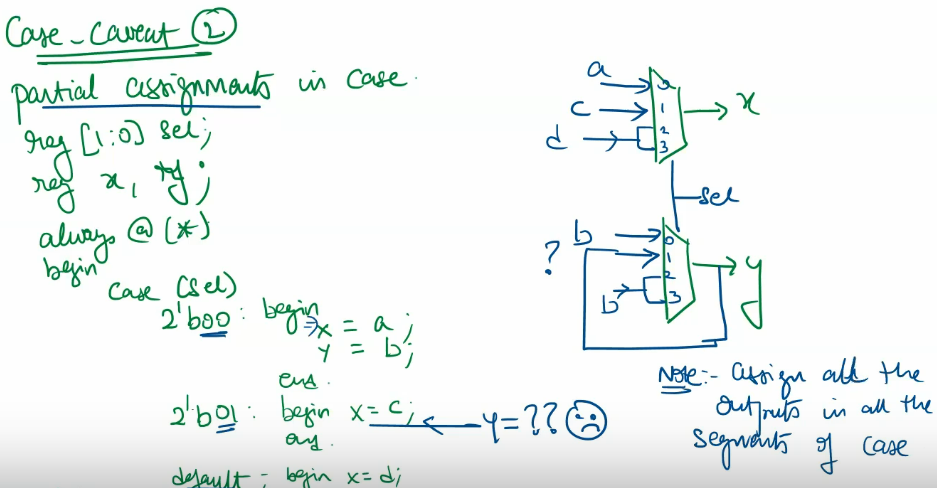 Case-Caveat 2
partial assignments in case.
reg [1:0] sel;
reg x, y;
always @ (*)
begin
case (sel)
2'b00: begin
x = a;
y = b;
end.
2'b01: begin x=c; y=??
end.
default: begin x=d;
a
c
d
0
1
2
3
x
sel
?
b
b
0
1
2
3
y
Note:- assign all the
outputs in all the
segments of case